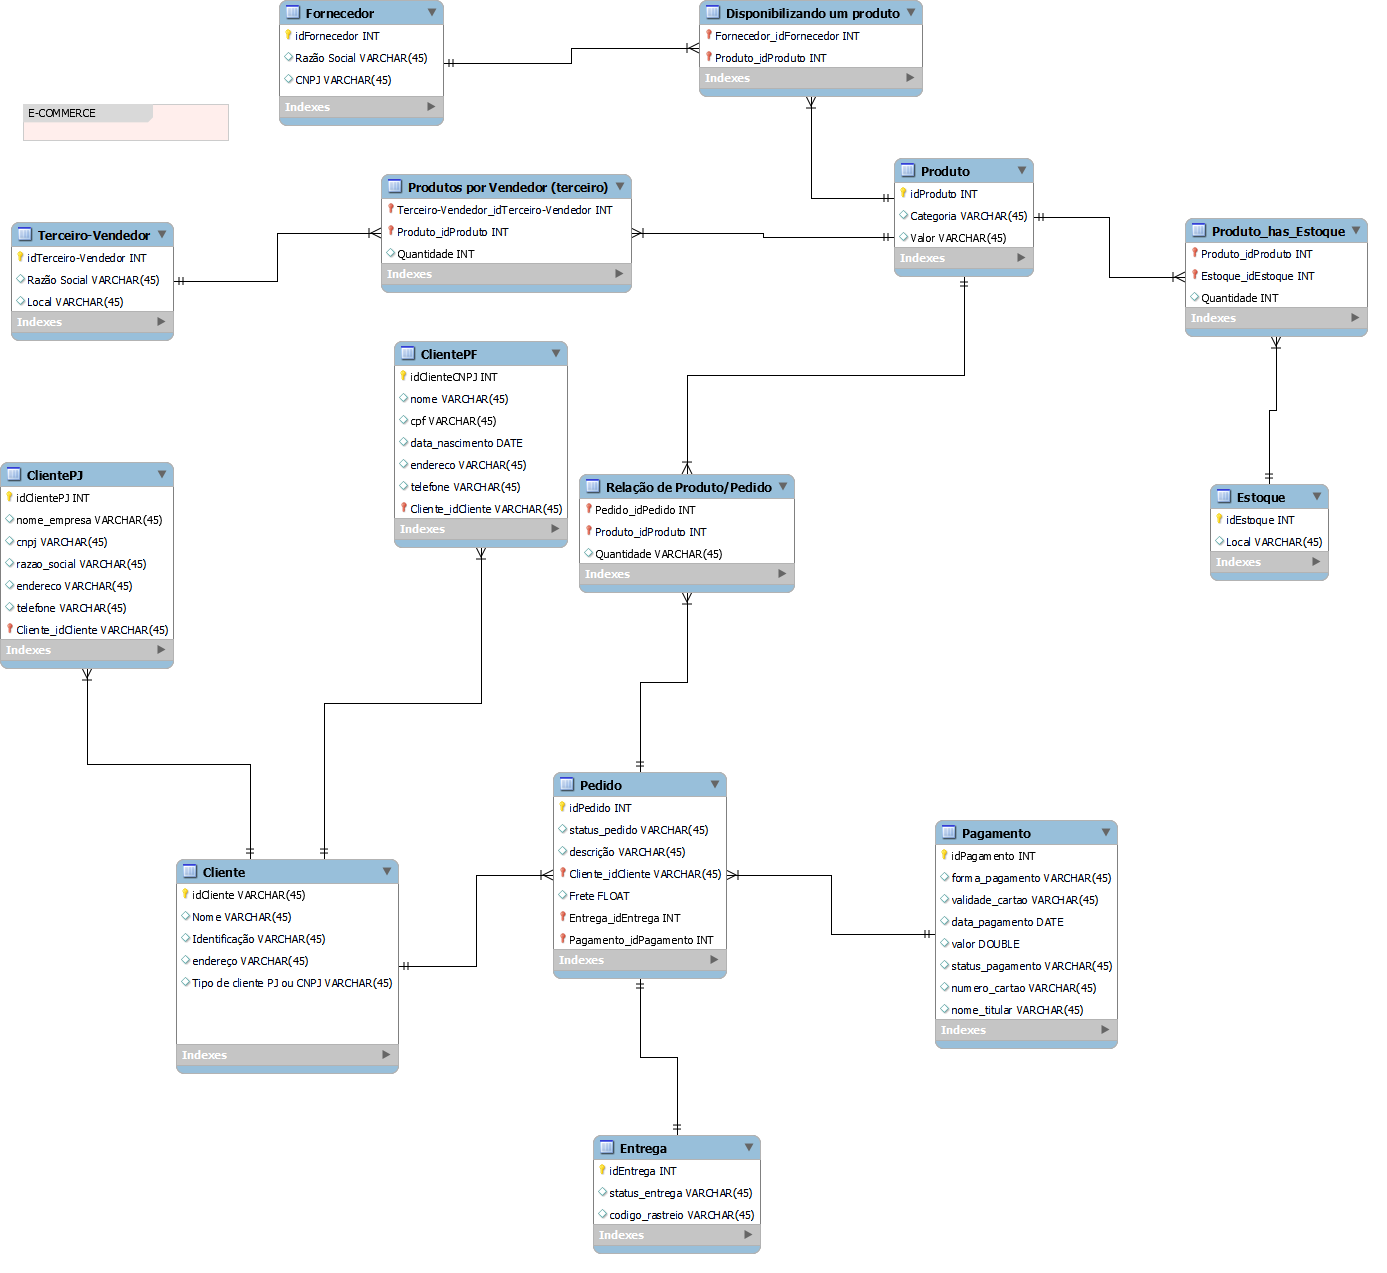 Fornecedor
idFornecedor INT
Razão Social VARCHAR(45)
CNPJ VARCHAR(45)
Indexes
Disponibilizando um produto
Fornecedor_idFornecedor INT
Produto_idProduto INT
Indexes
E-COMMERCE
Produto
idProduto INT
Categoria VARCHAR(45)
Valor VARCHAR(45)
Indexes
Produtos por Vendedor (terceiro)
Terceiro-Vendedor_idTerceiro-Vendedor INT
Produto_idProduto INT
Quantidade INT
Indexes
Terceiro-Vendedor
idTerceiro-Vendedor INT
Razão Social VARCHAR(45)
Local VARCHAR(45)
Indexes
Produto_has_Estoque
Produto_idProduto INT
Estoque_idEstoque INT
Quantidade INT
Indexes
ClientePF
idClienteCNPJ INT
nome VARCHAR(45)
cpf VARCHAR(45)
data_nascimento DATE
endereco VARCHAR(45)
telefone VARCHAR(45)
Cliente_idCliente VARCHAR(45)
Indexes
ClientePJ
idClientePJ INT
nome_empresa VARCHAR(45)
cnpj VARCHAR(45)
razao_social VARCHAR(45)
endereco VARCHAR(45)
telefone VARCHAR(45)
Cliente_idCliente VARCHAR(45)
Indexes
Relação de Produto/Pedido
Pedido_idPedido INT
Produto_idProduto INT
Quantidade VARCHAR(45)
Indexes
Estoque
idEstoque INT
Local VARCHAR(45)
Indexes
Pedido
idPedido INT
status_pedido VARCHAR(45)
descrição VARCHAR(45)
Cliente_idCliente VARCHAR(45)
Frete FLOAT
Entrega_idEntrega INT
Pagamento_idPagamento INT
Indexes
Pagamento
idPagamento INT
forma_pagamento VARCHAR(45)
validade_cartao VARCHAR(45)
data_pagamento DATE
valor DOUBLE
status_pagamento VARCHAR(45)
numero_cartao VARCHAR(45)
nome_titular VARCHAR(45)
Indexes
Cliente
idCliente VARCHAR(45)
Nome VARCHAR(45)
Identificação VARCHAR(45)
endereço VARCHAR(45)
Tipo de cliente PJ ou CNPJ VARCHAR(45)
Indexes
Entrega
idEntrega INT
status_entrega VARCHAR(45)
codigo_rastreio VARCHAR(45)
Indexes